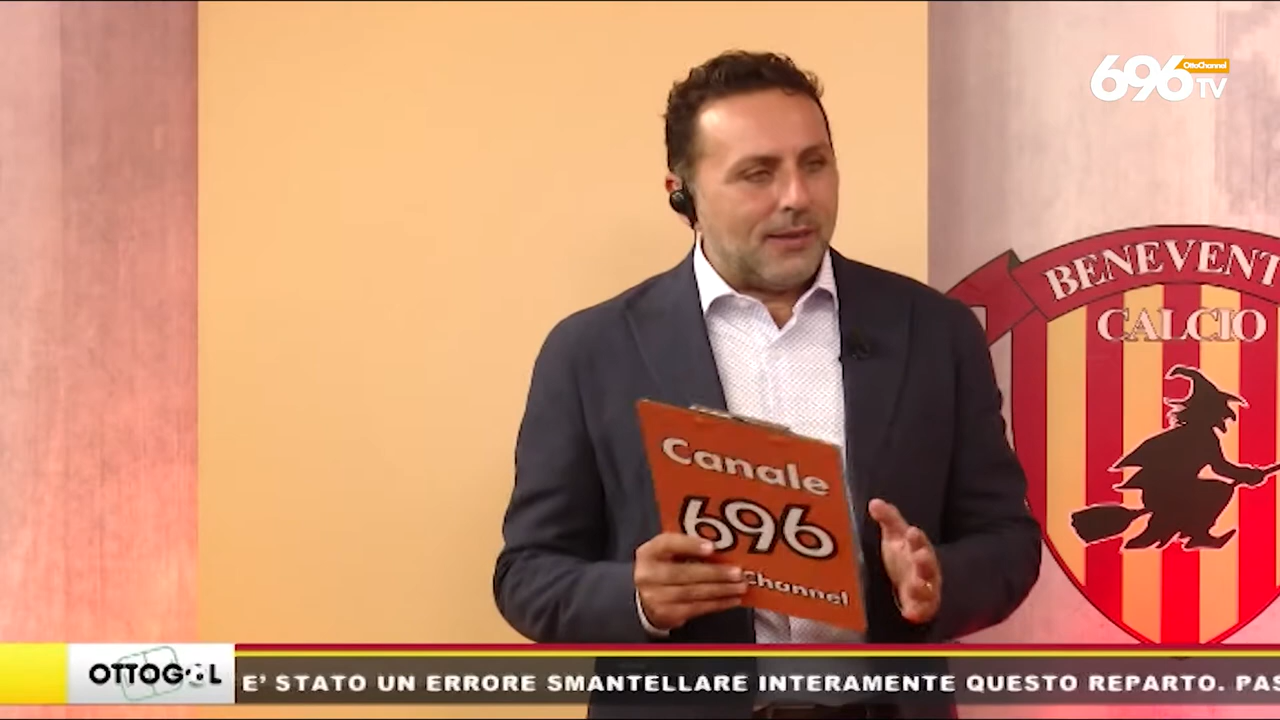 696
OttoChannel
TV
BENEVENT
CALCIO
Canale
696
Channel
OTTOGOL
E' STATO UN ERRORE SMANTELLARE INTERAMENTE QUESTO REPARTO. PAS